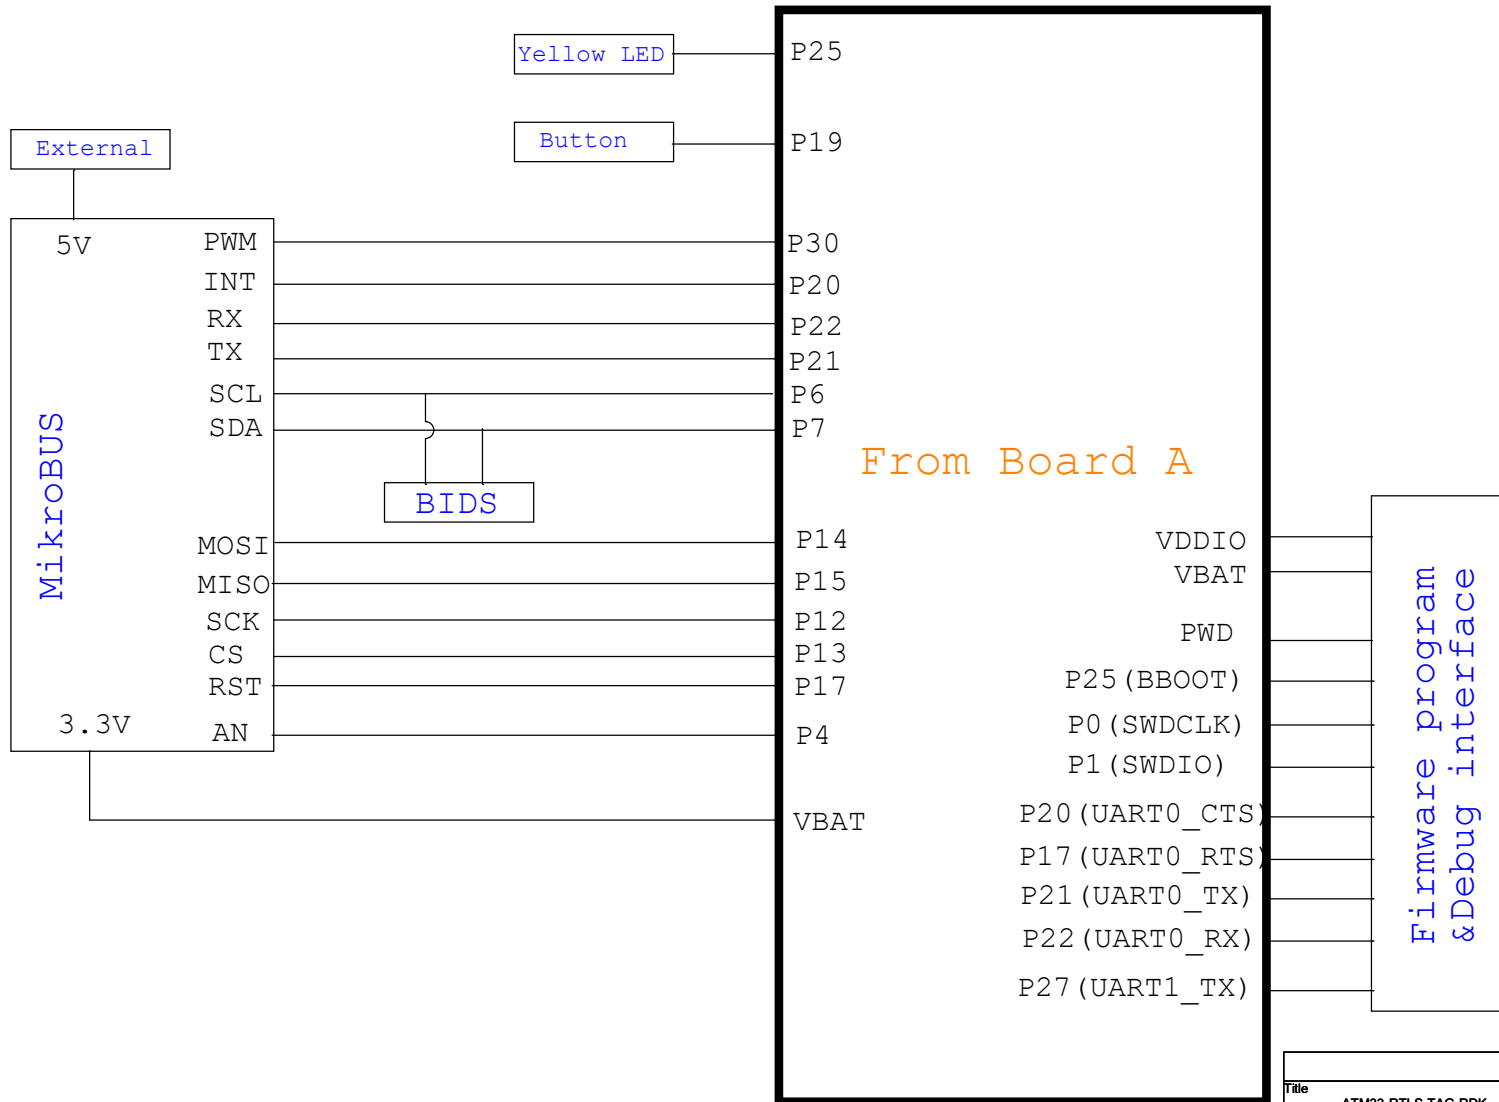 Yellow LED
P25
Button
P19
External
5V
PWM
P30
INT
P20
RX
P22
TX
P21
SCL
P6
SDA
P7
MikroBUS
From Board A
BIDS
MOSI
P14
MISO
P15
SCK
P12
CS
P13
RST
P17
3.3V
AN
P4
VBAT
VDDIO
VBAT
PWD
P25(BBOOT)
P0(SWDCLK)
P1(SWDIO)
P20(UART0_CTS)
P17(UART0_RTS)
P21(UART0_TX)
P22(UART0_RX)
P27(UART1_TX)
Firmware program
&Debug interface
Title